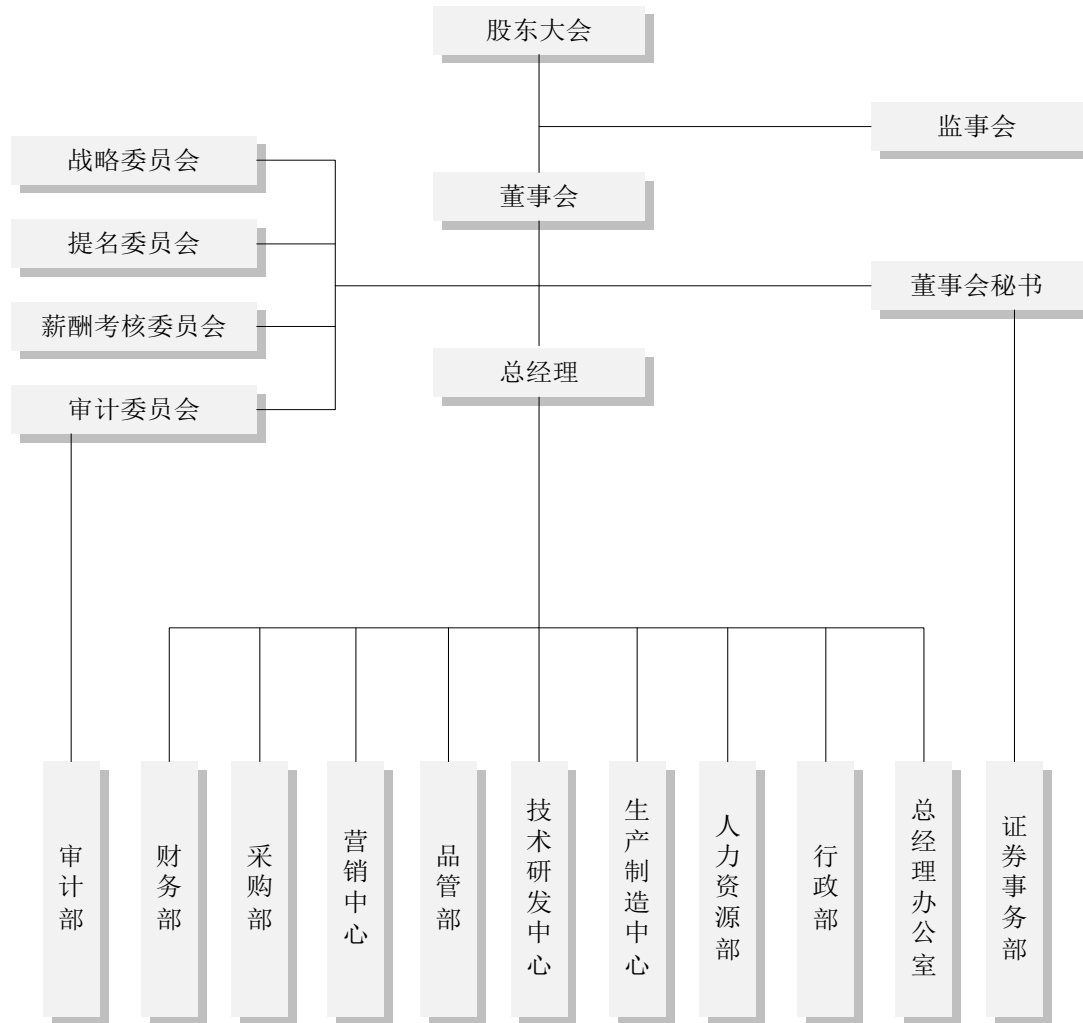 股东大会
监事会
战略委员会
董事会
提名委员会
董事会秘书
薪酬考核委员会
总经理
审计委员会
审计部
财务部
采购部
营销中心
品管部
技术研发中心
生产制造中心
人力资源部
行政部
总经理办公室
证券事务部